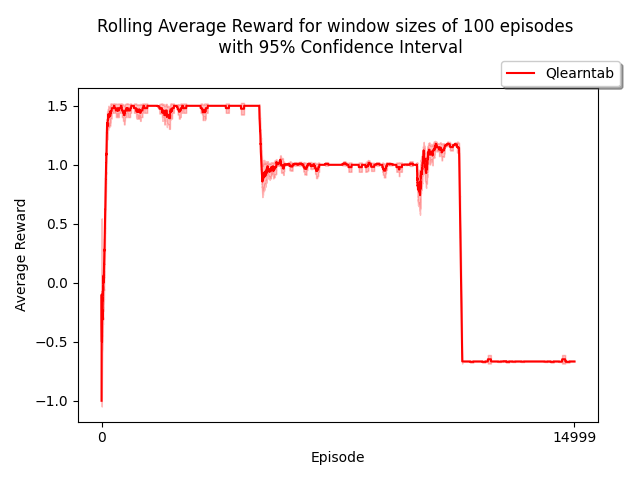 Rolling Average Reward for window sizes of 100 episodes
with 95% Confidence Interval
Qlearntab
1.5
1.0
0.5
0.0
−0.5
−1.0
Average Reward
0
14999
Episode